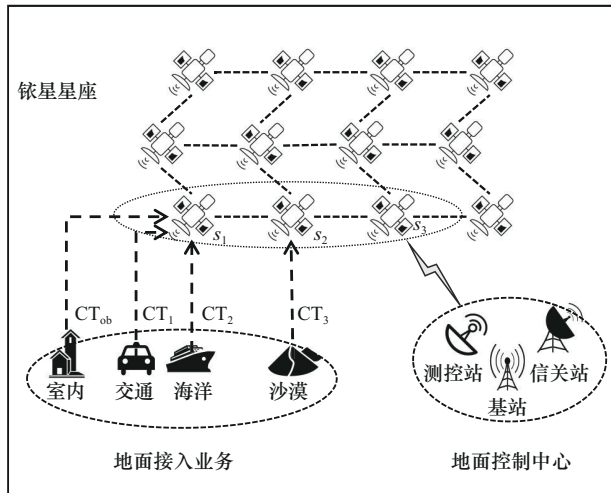 铱星星座
s1
s2
s3
CTob
CT1
CT2
CT3
室内
交通
海洋
沙漠
测控站
信关站
基站
地面接入业务
地面控制中心